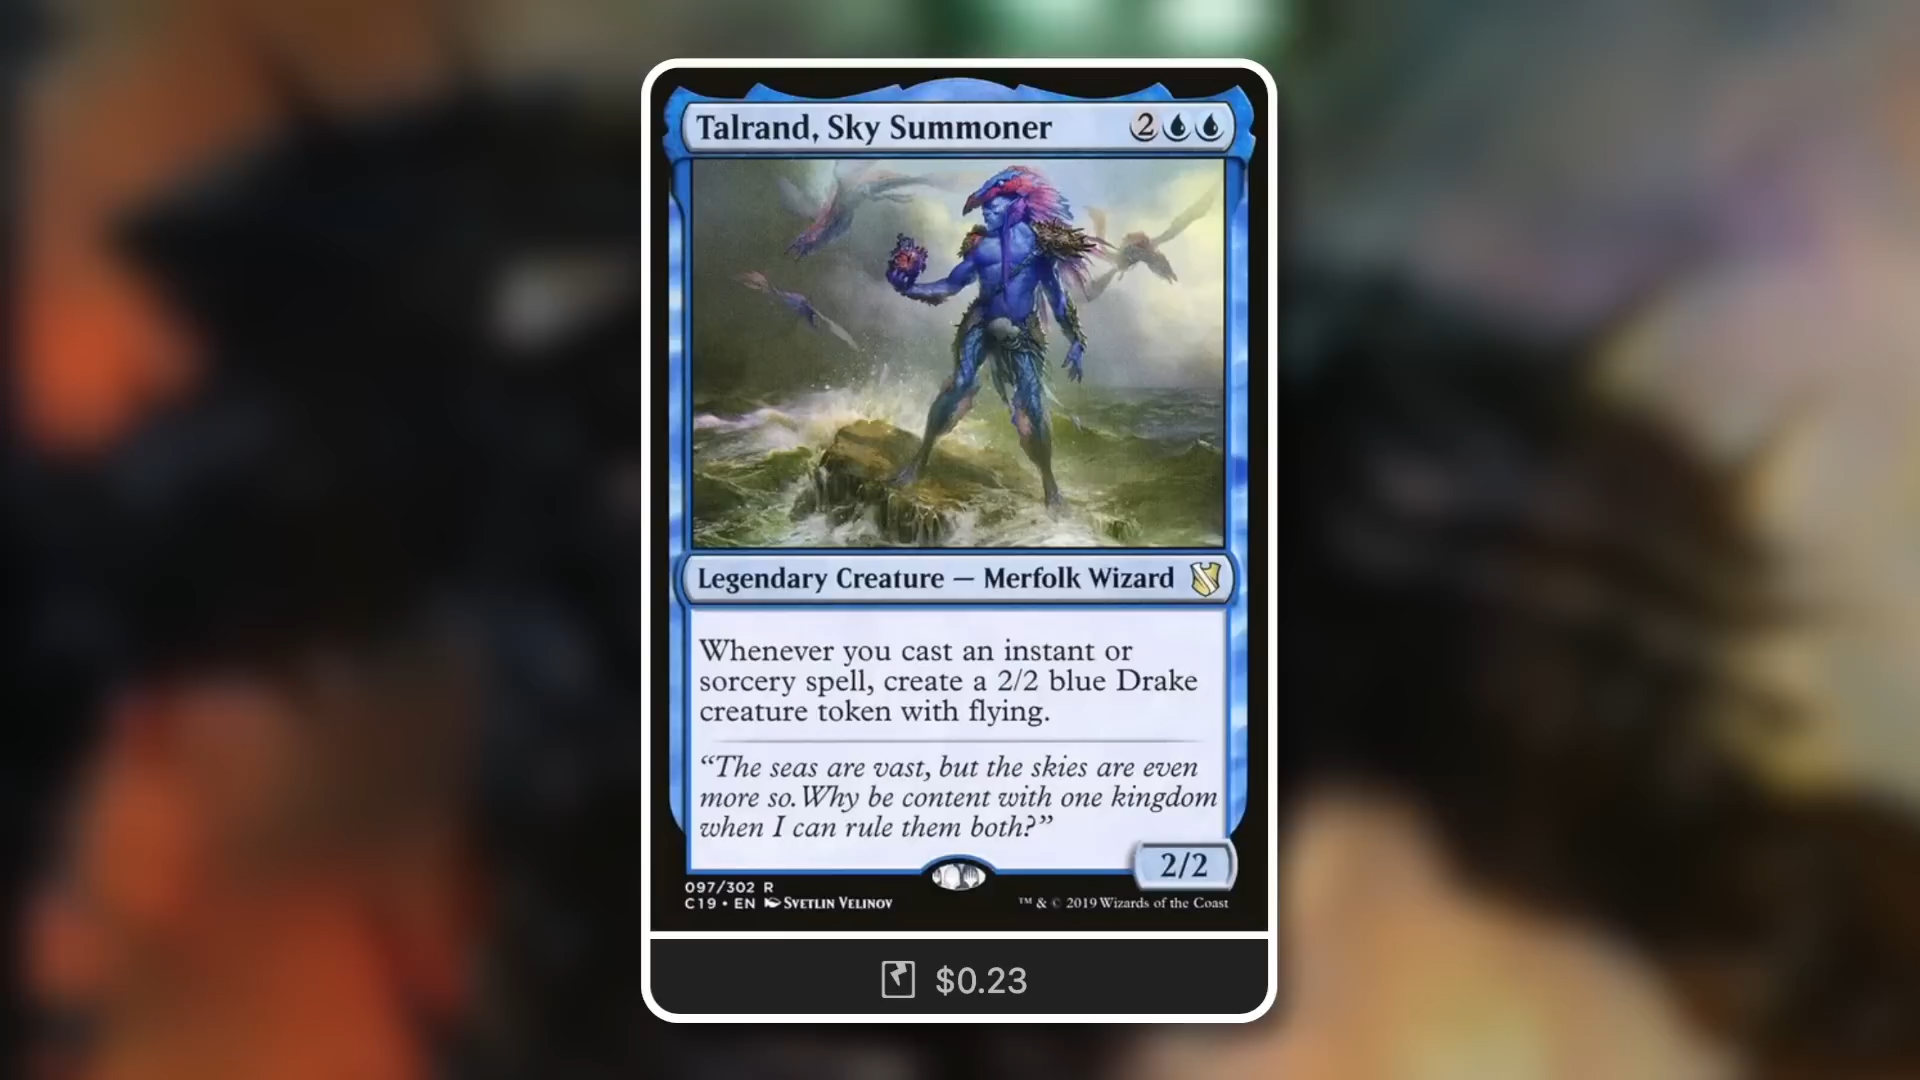 Talrand, Sky Summoner 2
Legendary Creature — Merfolk Wizard
Whenever you cast an instant or
sorcery spell, create a 2/2 blue Drake
creature token with flying.
“The seas are vast, but the skies are even
more so. Why be content with one kingdom
when I can rule them both?”
2/2
097/302 R
C19 • EN SVETLIN VELINOV
™ & © 2019 Wizards of the Coast
$0.23